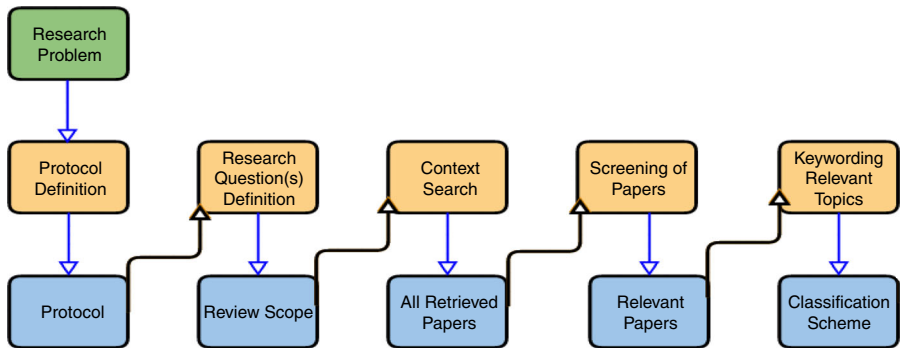 Research
Problem
Protocol
Definition
Research
Question(s)
Definition
Context
Search
Screening of
Papers
Keywording
Relevant
Topics
Protocol
Review Scope
All Retrieved
Papers
Relevant
Papers
Classification
Scheme